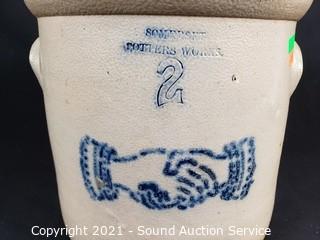 SOMERSET
POTTERS WORKS
2
Copyright 2021 - Sound Auction Service